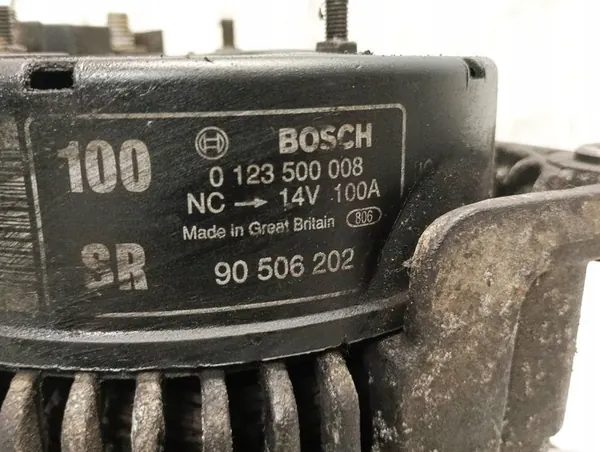 100
BOSCH
0 123 500 008
NC → 14V 100A
Made in Great Britain 806
SR
90 506 202